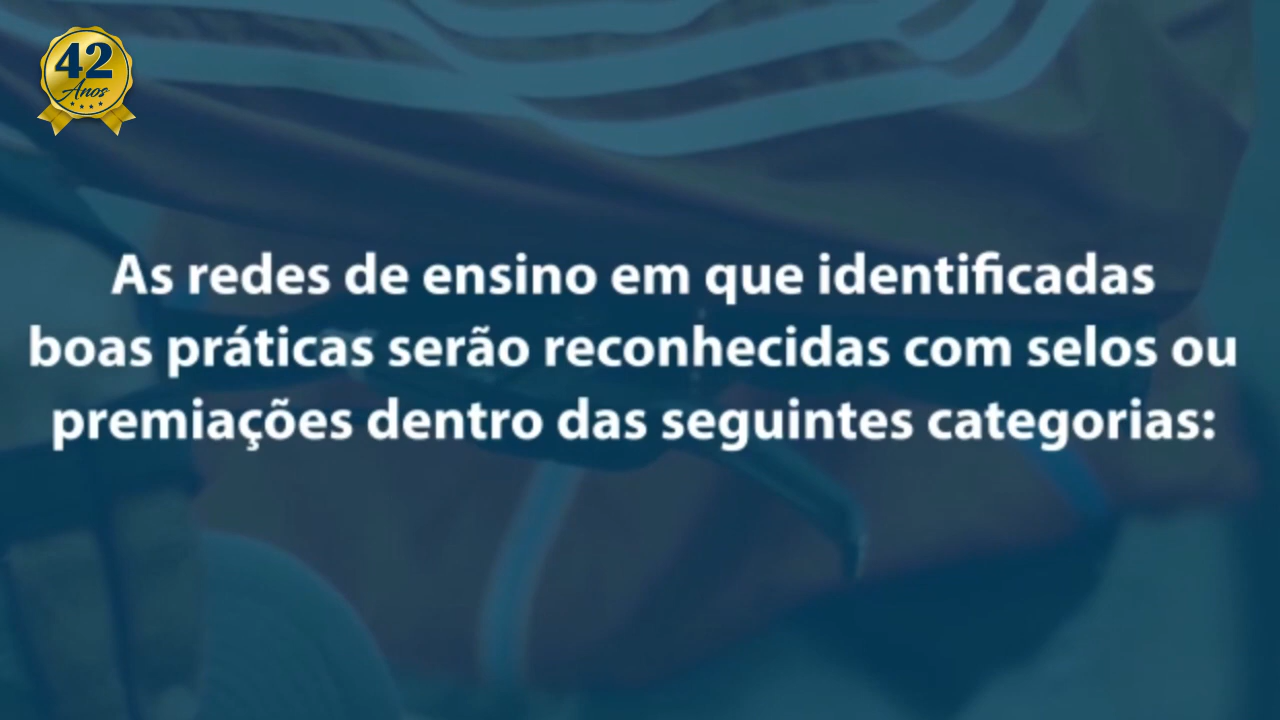 42
Anos
As redes de ensino em que identificadas
boas práticas serão reconhecidas com selos ou
premiações dentro das seguintes categorias: